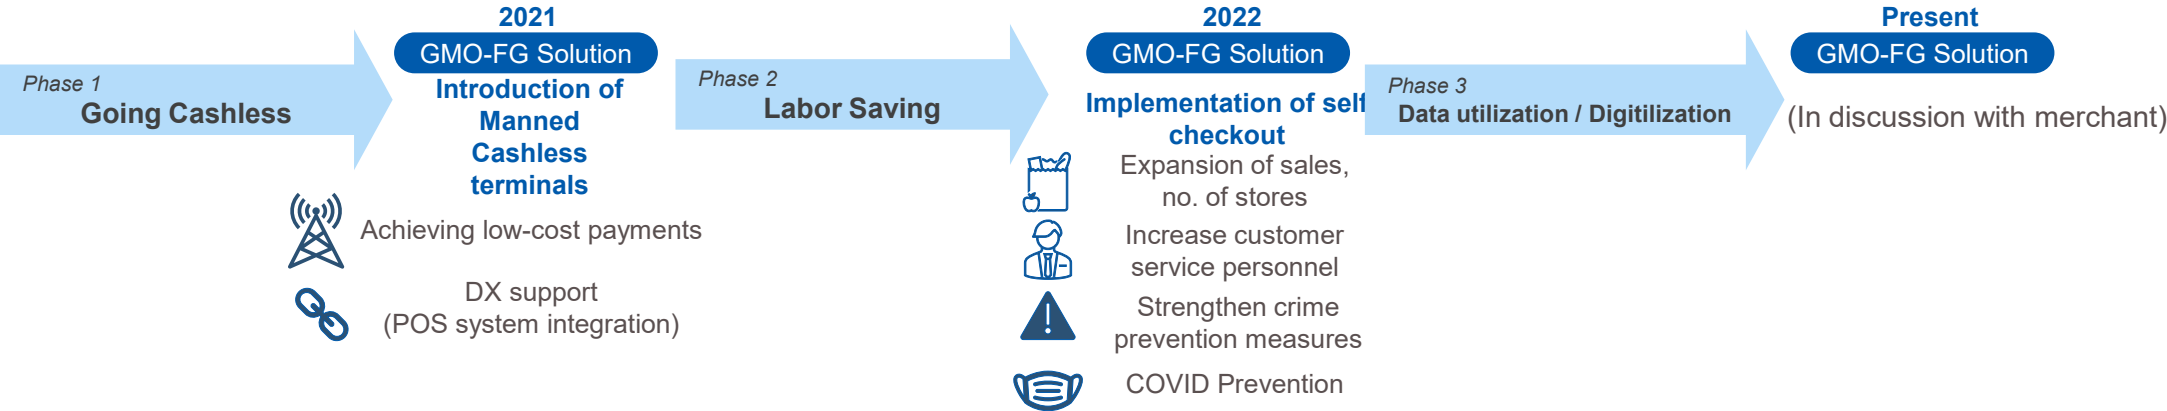 Phase 1
Going Cashless
2021
GMO-FG Solution
Introduction of
Manned
Cashless
terminals
Achieving low-cost payments
DX support
(POS system integration)
Phase 2
Labor Saving
2022
GMO-FG Solution
Implementation of self
checkout
Expansion of sales,
no. of stores
Increase customer
service personnel
Strengthen crime
prevention measures
COVID Prevention
Phase 3
Data utilization / Digitilization
Present
GMO-FG Solution
(In discussion with merchant)